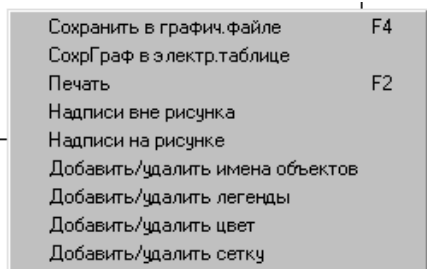 Сохранить в графич.файле F4
СохрГраф в электр.таблице
Печать F2
Надписи вне рисунка
Надписи на рисунке
Добавить/удалить имена объектов
Добавить/удалить легенды
Добавить/удалить цвет
Добавить/удалить сетку